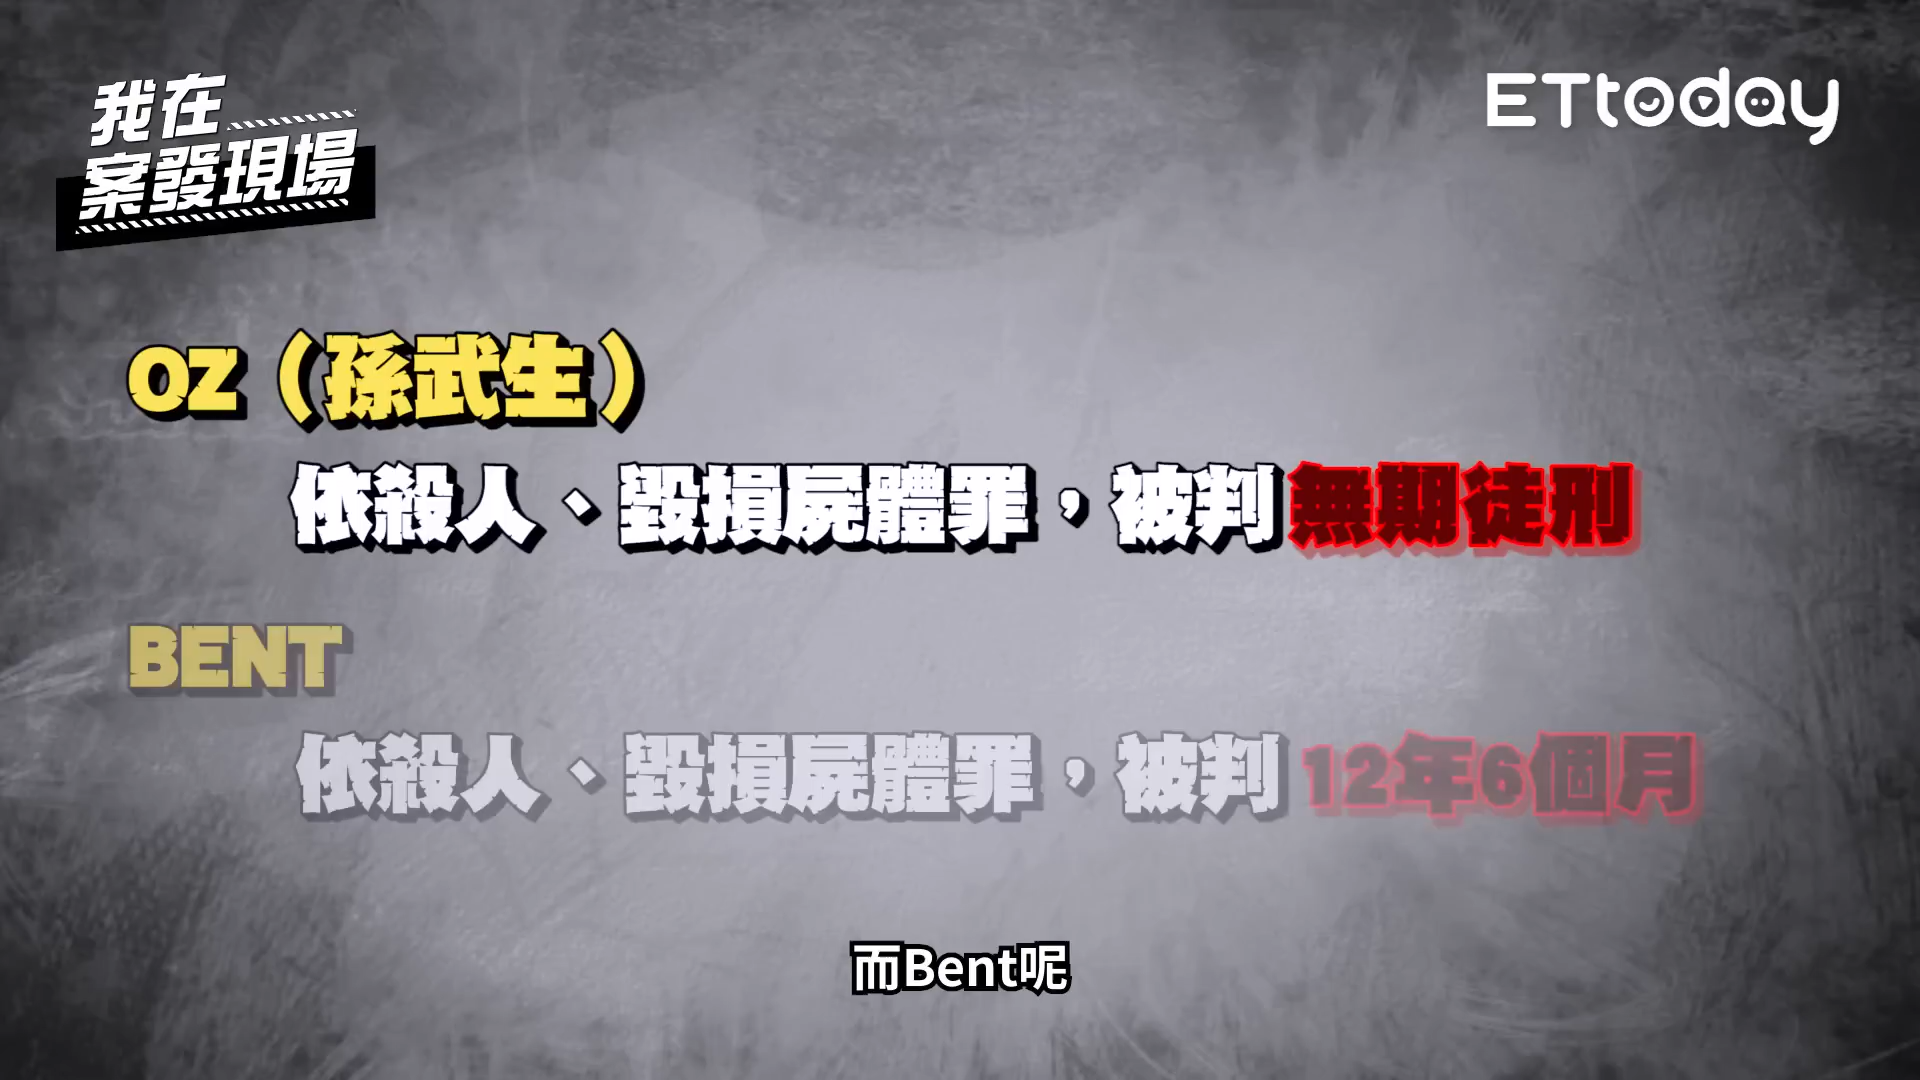 我在
案發現場
ETtoday
OZ（孫武生）
依殺人、毀損屍體罪，被判無期徒刑
BENT
依殺人、毀損屍體罪，被判12年6個月
而Bent呢